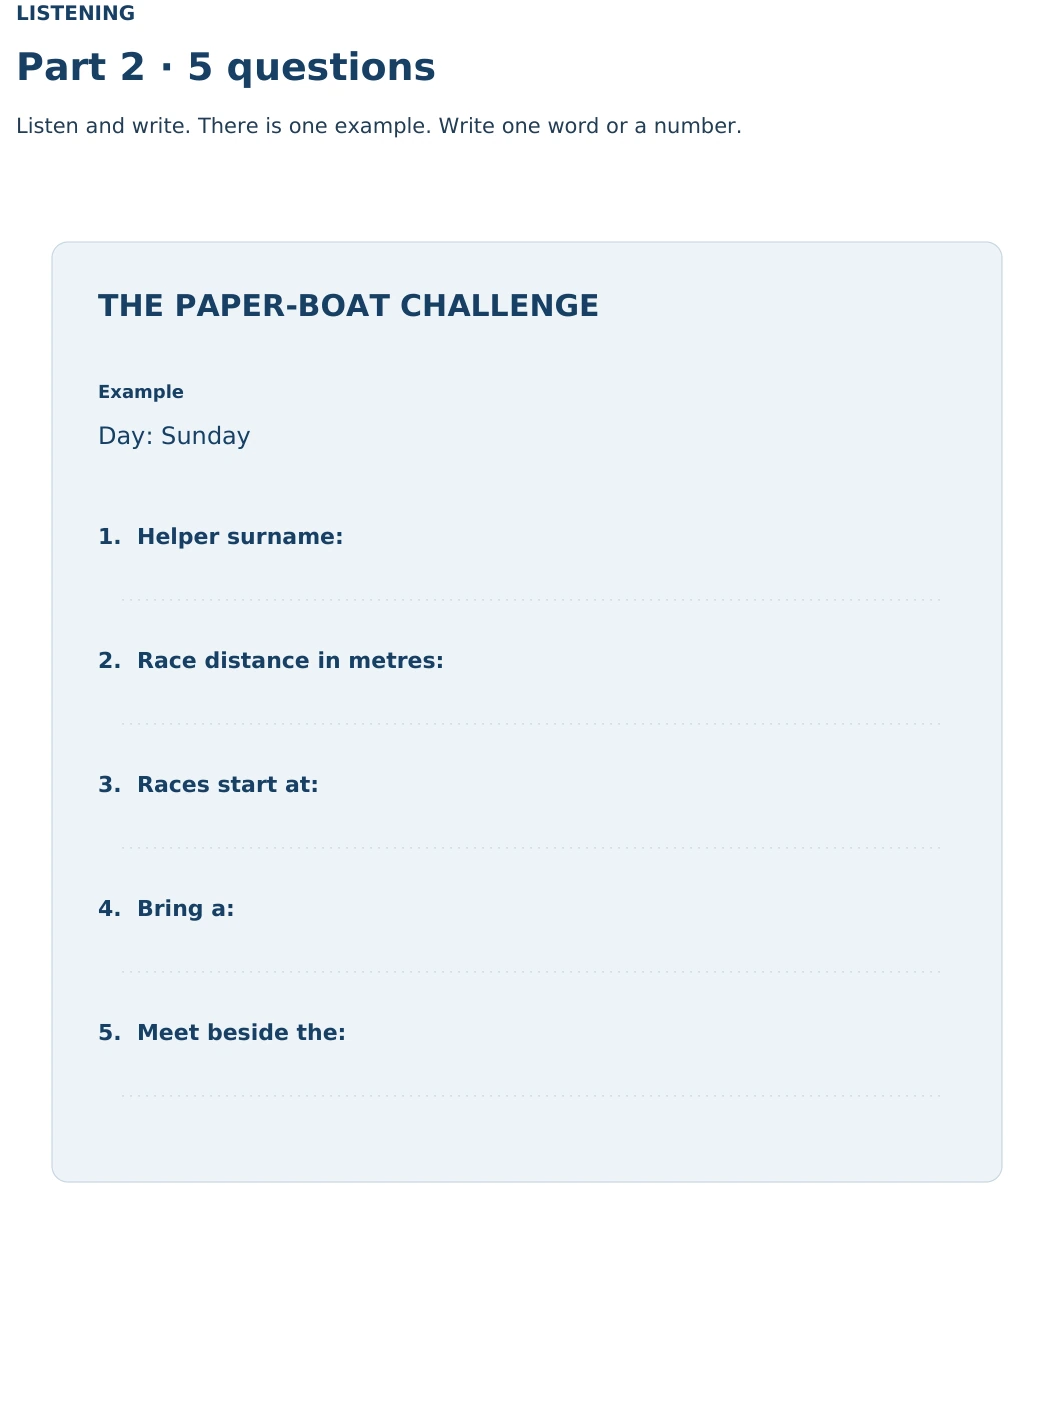 LISTENING
Part 2 · 5 questions
Listen and write. There is one example. Write one word or a number.
THE PAPER-BOAT CHALLENGE
Example
Day: Sunday
1. Helper surname:
2. Race distance in metres:
3. Races start at:
4. Bring a:
5. Meet beside the: